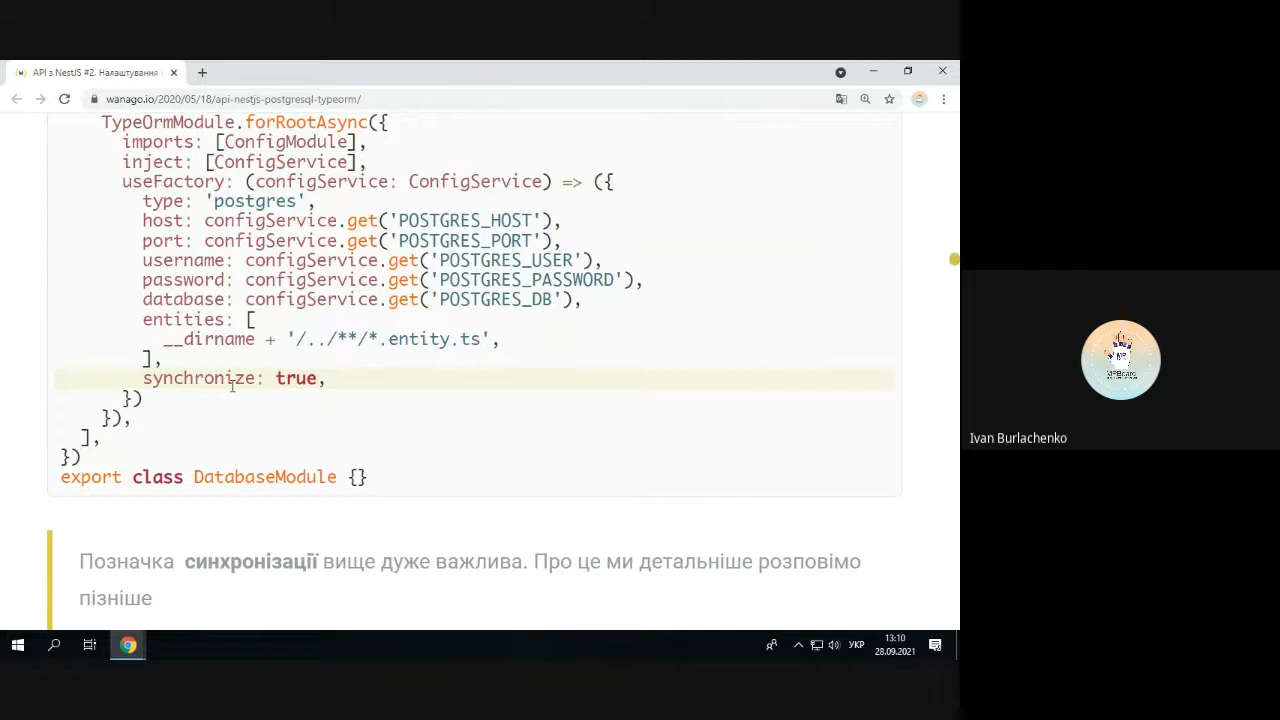 API з NestJS #2. Налаштування
wanago.io/2020/05/18/api-nestjs-postgresql-typeorm/
TypeOrmModule.forRootAsync({
imports: [ConfigModule],
inject: [ConfigService],
useFactory: (configService: ConfigService) => ({
type: 'postgres',
host: configService.get('POSTGRES_HOST'),
port: configService.get('POSTGRES_PORT'),
username: configService.get('POSTGRES_USER'),
password: configService.get('POSTGRES_PASSWORD'),
database: configService.get('POSTGRES_DB'),
entities: [
__dirname + '/../**/*.entity.ts',
],
synchronize: true,
})
}),
],
})
export class DatabaseModule {}
Позначка синхронізації вище дуже важлива. Про це ми детальніше розповімо
пізніше
MPBoard
Ivan Burlachenko
УКР
13:10
28.09.2021